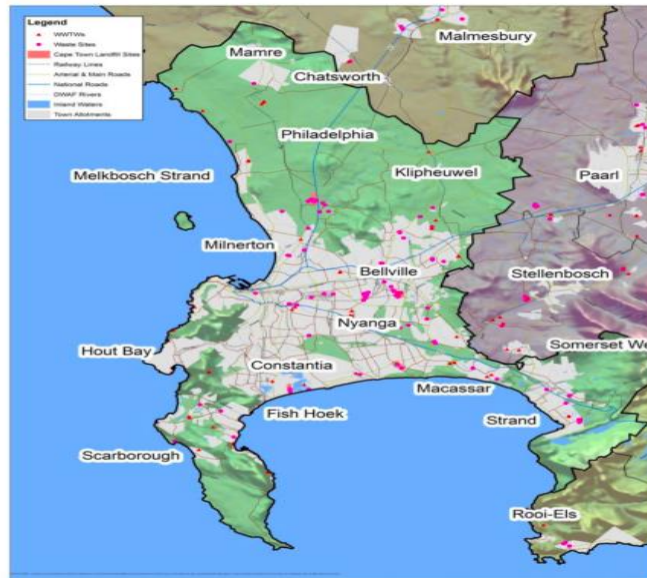 Legend
WWTWs
Waste Sites
Cape Town Landfill Sites
Railway Lines
Arterial & Main Roads
National Roads
DWAF Rivers
Inland Waters
Town Allotments
Malmesbury
Mamre
Chatsworth
Philadelphia
Melkbosch Strand
Klipheuwel
Paarl
Milnerton
Bellville
Stellenbosch
Nyanga
Hout Bay
Somerset We
Constantia
Macassar
Fish Hoek
Strand
Scarborough
Rooi-Els